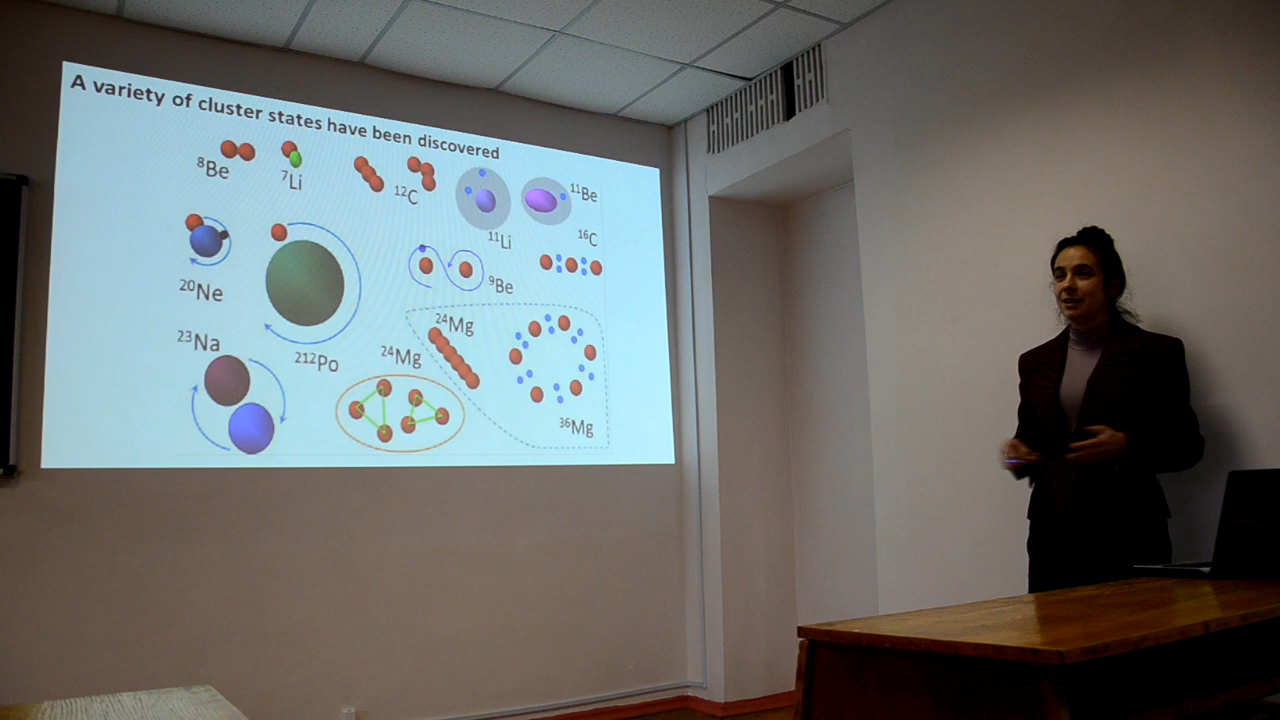 A variety of cluster states have been discovered
⁸Be
⁷Li
¹²C
¹¹Li
¹¹Be
¹⁶C
²⁰Ne
²¹²Po
⁹Be
²³Na
²⁴Mg
²⁴Mg
³⁶Mg